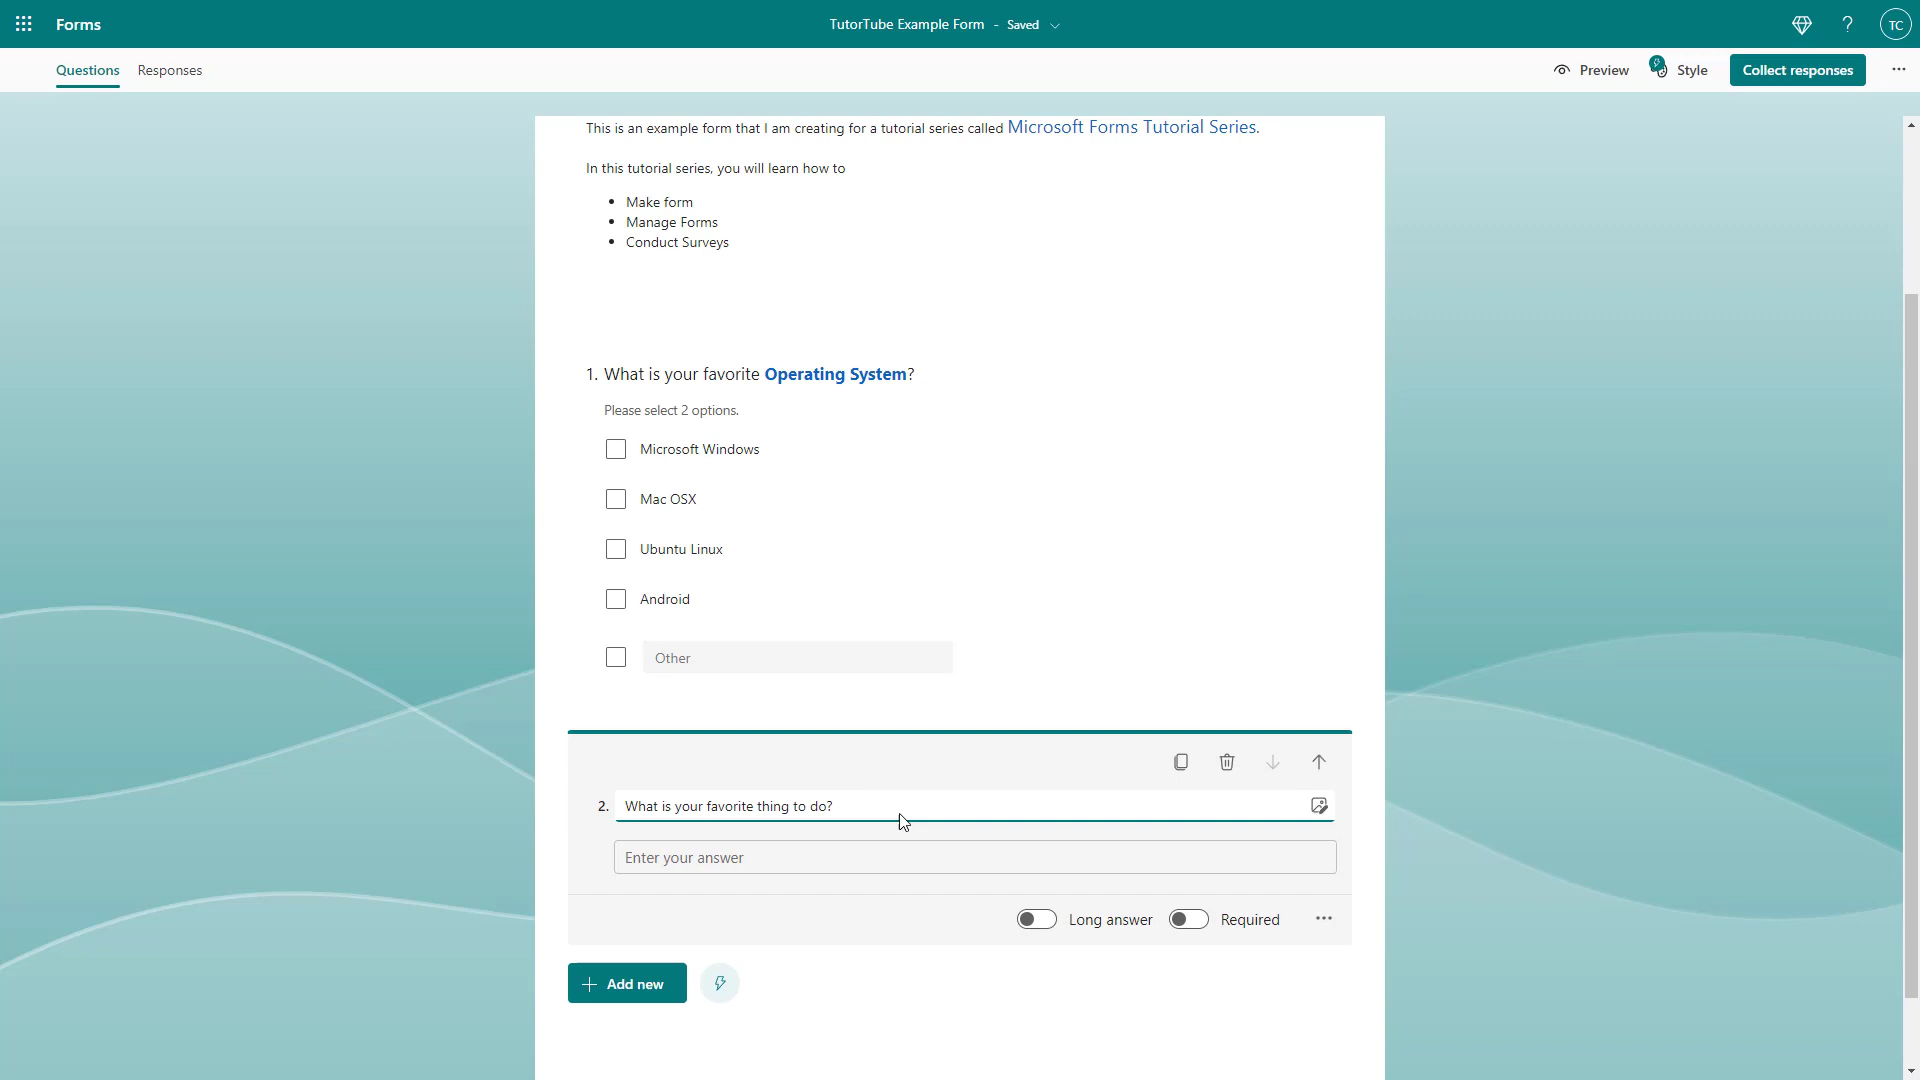 Forms
TutorTube Example Form - Saved
?
TC
Questions
Responses
Preview
Style
Collect responses
This is an example form that I am creating for a tutorial series called Microsoft Forms Tutorial Series.
In this tutorial series, you will learn how to
• Make form
• Manage Forms
• Conduct Surveys
1. What is your favorite Operating System?
Please select 2 options.
Microsoft Windows
Mac OSX
Ubuntu Linux
Android
Other
2. What is your favorite thing to do?
Enter your answer
Long answer
Required
Add new